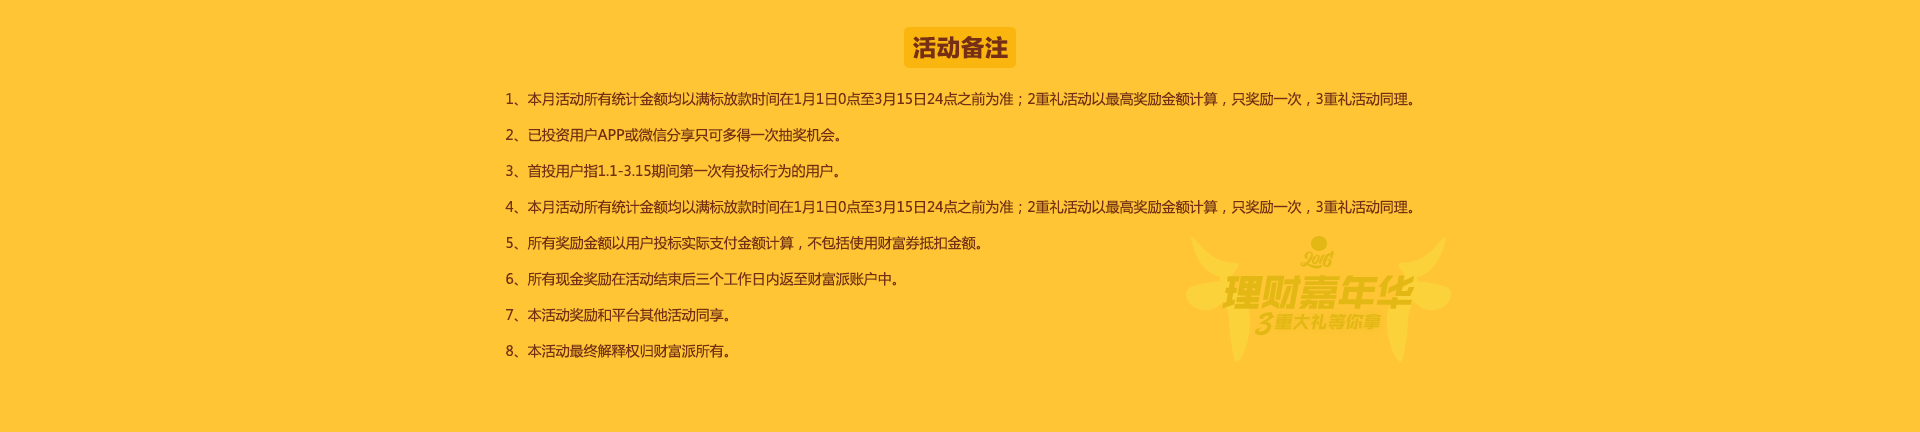 活动备注
1、本月活动所有统计金额均以满标放款时间在1月1日0点至3月15日24点之前为准；2重礼活动以最高奖励金额计算，只奖励一次，3重礼活动同理。
2、已投资用户APP或微信分享只可多得一次抽奖机会。
3、首投用户指1.1-3.15期间第一次有投标行为的用户。
4、本月活动所有统计金额均以满标放款时间在1月1日0点至3月15日24点之前为准；2重礼活动以最高奖励金额计算，只奖励一次，3重礼活动同理。
5、所有奖励金额以用户投标实际支付金额计算，不包括使用财富券抵扣金额。
6、所有现金奖励在活动结束后三个工作日内返至财富派账户中。
7、本活动奖励和平台其他活动同享。
8、本活动最终解释权归财富派所有。
2016
理财嘉年华
3重大礼等你拿